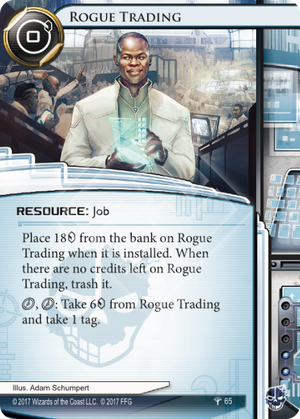 ROGUE TRADING
0
RESOURCE: Job
Place 18 from the bank on Rogue
Trading when it is installed. When
there are no credits left on Rogue
Trading, trash it.
, : Take 6 from Rogue Trading
and take 1 tag.
Illus. Adam Schumpert
© 2017 Wizards of the Coast LLC. © 2017 FFG
65